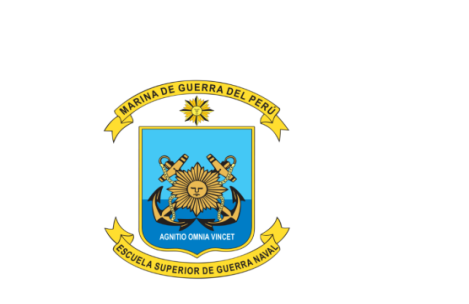 MARINA DE GUERRA DEL PERÚ
AGNITIO OMNIA VINCET
ESCUELA SUPERIOR DE GUERRA NAVAL